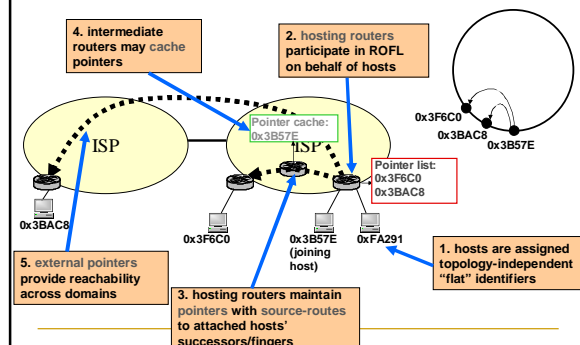 4. intermediate
routers may cache
pointers
2. hosting routers
participate in ROFL
on behalf of hosts
0x3F6C0
0x3BAC8
0x3B57E
Pointer cache:
0x3B57E
ISP
ISP
Pointer list:
0x3F6C0
0x3BAC8
0x3BAC8
0x3F6C0
0x3B57E
(joining
host)
0xFA291
1. hosts are assigned
topology-independent
“flat” identifiers
5. external pointers
provide reachability
across domains
3. hosting routers maintain
pointers with source-routes
to attached hosts’
successors/fingers